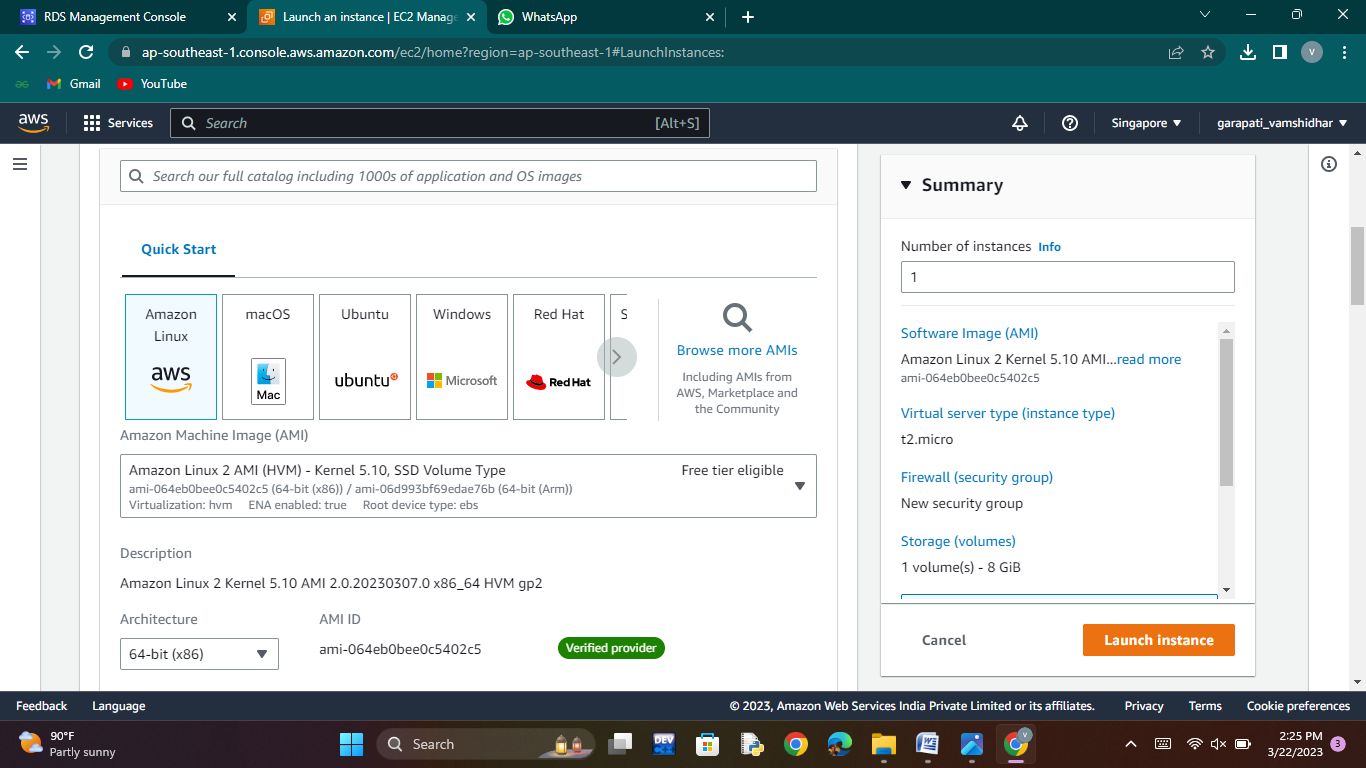 RDS Management Console
Launch an instance | EC2 Manage
WhatsApp
ap-southeast-1.console.aws.amazon.com/ec2/home?region=ap-southeast-1#LaunchInstances:
V
Gmail
YouTube
aws
Services
Search
[Alt+S]
Singapore
garapati_vamshidhar
Search our full catalog including 1000s of application and OS images
Quick Start
Amazon
Linux
aws
macOS
Mac
Ubuntu
ubuntu
Windows
Microsoft
Red Hat
Red Hat
S
Browse more AMIs
Including AMIs from
AWS, Marketplace and
the Community
Amazon Machine Image (AMI)
Amazon Linux 2 AMI (HVM) - Kernel 5.10, SSD Volume Type
Free tier eligible
ami-064eb0bee0c5402c5 (64-bit (x86)) / ami-06d993bf69edae76b (64-bit (Arm))
Virtualization: hvm ENA enabled: true Root device type: ebs
Description
Amazon Linux 2 Kernel 5.10 AMI 2.0.20230307.0 x86_64 HVM gp2
Architecture
AMI ID
64-bit (x86)
ami-064eb0bee0c5402c5
Verified provider
Summary
Number of instances Info
1
Software Image (AMI)
Amazon Linux 2 Kernel 5.10 AMI...read more
ami-064eb0bee0c5402c5
Virtual server type (instance type)
t2.micro
Firewall (security group)
New security group
Storage (volumes)
1 volume(s) - 8 GiB
Cancel
Launch instance
Feedback
Language
© 2023, Amazon Web Services India Private Limited or its affiliates.
Privacy
Terms
Cookie preferences
90°F
Partly sunny
Search
DEV
V
2:25 PM
3/22/2023
3